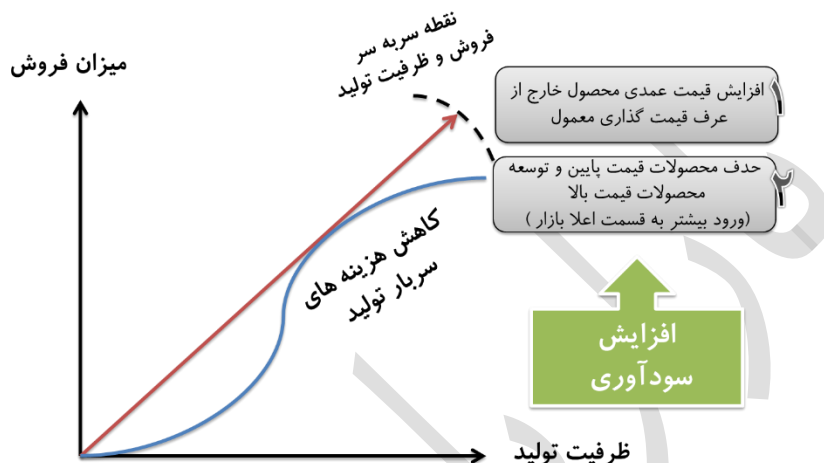 نقطه سربه سر
فروش و ظرفیت تولید
میزان فروش
۱
افزایش قیمت عمدی محصول خارج از
عرف قیمت گذاری معمول
۲
حذف محصولات قیمت پایین و توسعه
محصولات قیمت بالا
(ورود بیشتر به قسمت اعلا بازار )
کاهش هزینه های
سربار تولید
افزایش
سودآوری
ظرفیت تولید